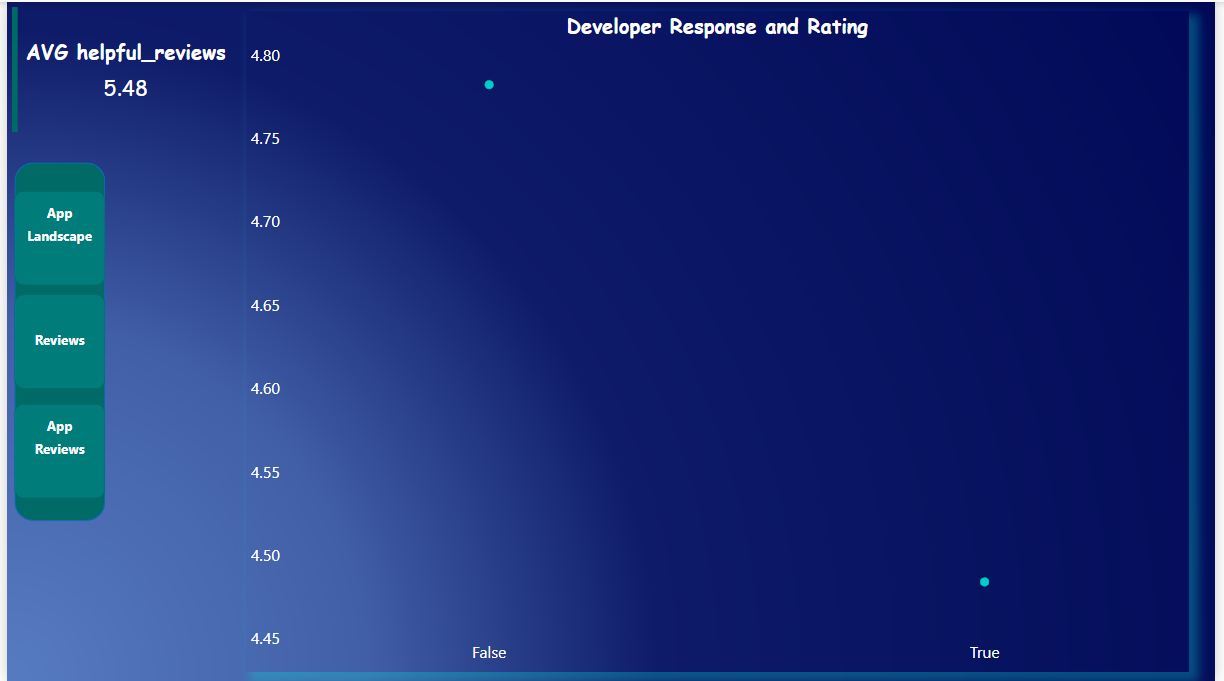 AVG helpful_reviews
5.48
App
Landscape
Reviews
App
Reviews
Developer Response and Rating
4.80
4.75
4.70
4.65
4.60
4.55
4.50
4.45
False
True